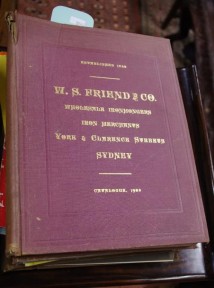 ESTABLISHED
W. S. FRIEND & CO.
WHOLESALE IRONMONGERS
IRON MERCHANTS
YORK & CLARENCE STREETS
SYDNEY
CATALOGUE,